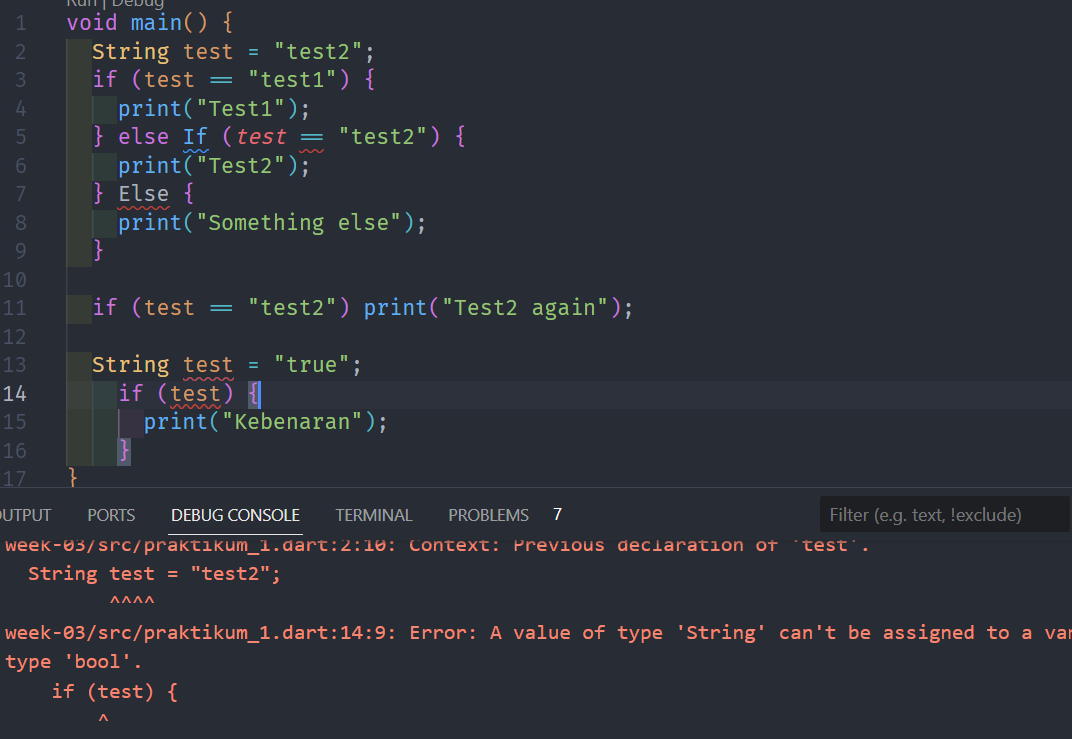 Run | Debug
1 void main() {
2 String test = "test2";
3 if (test == "test1") {
4 print("Test1");
5 } else If (test == "test2") {
6 print("Test2");
7 } Else {
8 print("Something else");
9 }
10
11 if (test == "test2") print("Test2 again");
12
13 String test = "true";
14 if (test) {
15 print("Kebenaran");
16 }
17 }
OUTPUT PORTS DEBUG CONSOLE TERMINAL PROBLEMS 7 Filter (e.g. text, !exclude)
week-03/src/praktikum_1.dart:2:10: Context: Previous declaration of 'test'.
String test = "test2";
^^^^
week-03/src/praktikum_1.dart:14:9: Error: A value of type 'String' can't be assigned to a var
type 'bool'.
if (test) {
^